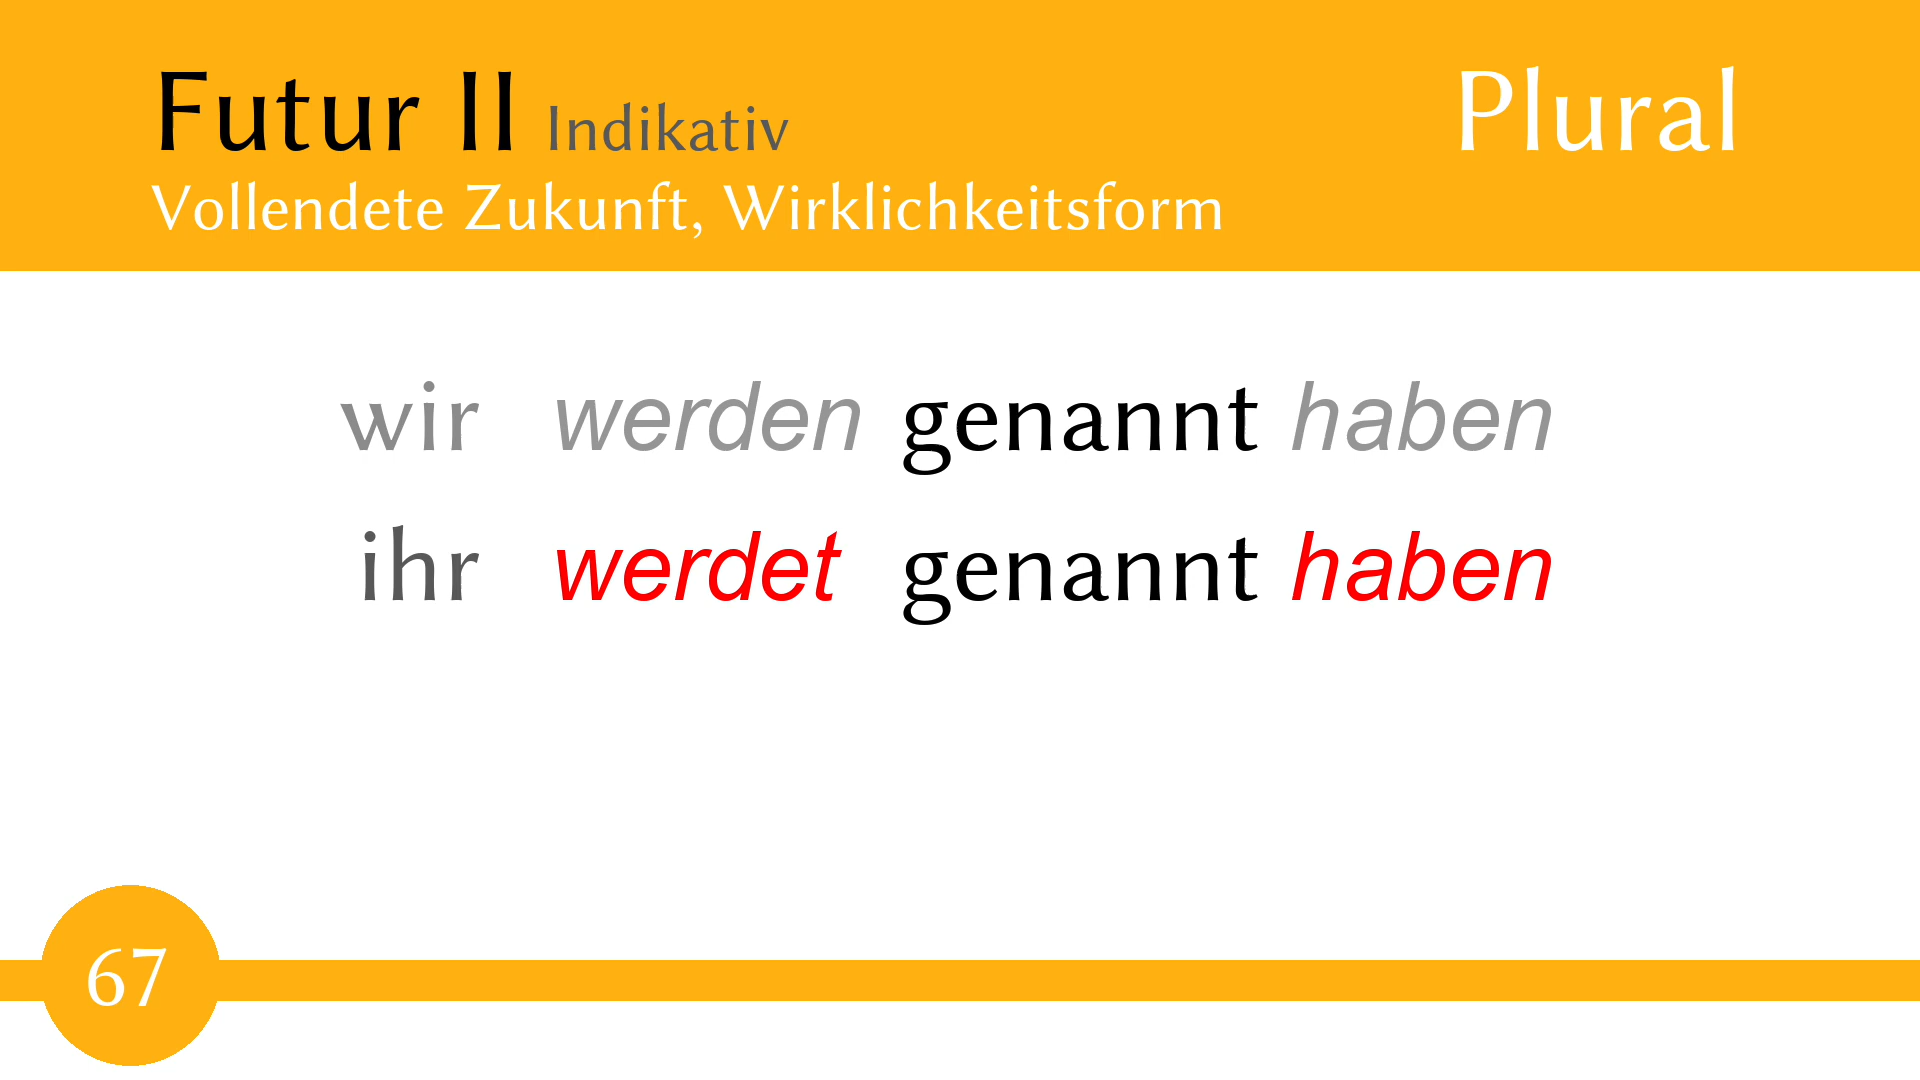 Futur II Indikativ Plural
Vollendete Zukunft, Wirklichkeitsform
wir werden genannt haben
ihr werdet genannt haben
67